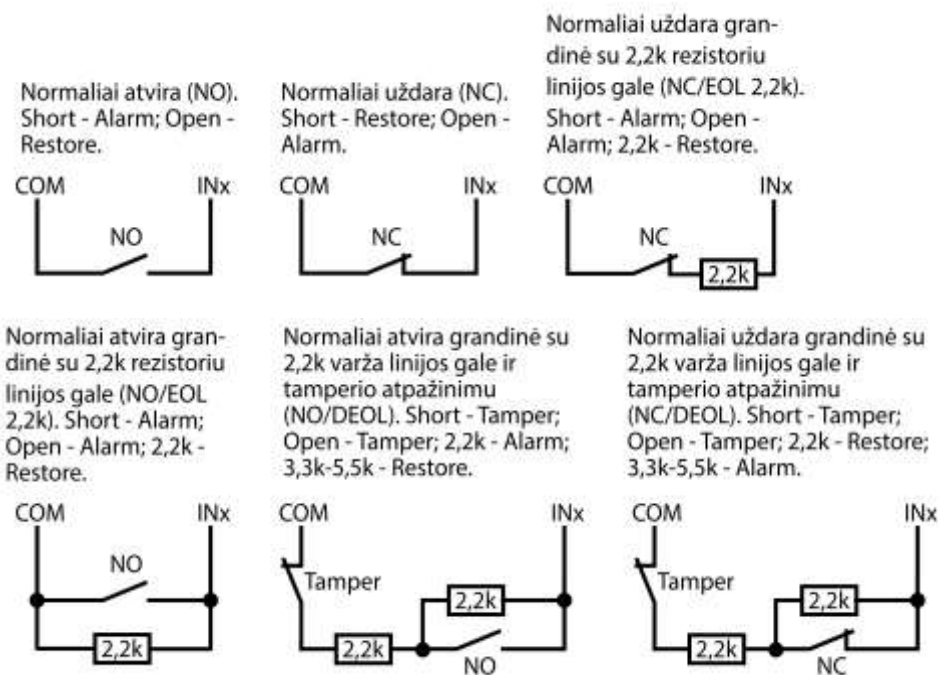 Normaliai atvira (NO).
Short - Alarm; Open -
Restore.
COM INx
NO
Normaliai uždara (NC).
Short - Restore; Open -
Alarm.
COM INx
NC
Normaliai uždara gran-
dinė su 2,2k rezistoriu
linijos gale (NC/EOL 2,2k).
Short - Alarm; Open -
Alarm; 2,2k - Restore.
COM INx
NC
2,2k
Normaliai atvira gran-
dinė su 2,2k rezistoriu
linijos gale (NO/EOL
2,2k). Short - Alarm;
Open - Alarm; 2,2k -
Restore.
COM INx
NO
2,2k
Normaliai atvira grandinė su
2,2k varža linijos gale ir
tamperio atpažinimu
(NO/DEOL). Short - Tamper;
Open - Tamper; 2,2k - Alarm;
3,3k-5,5k - Restore.
COM INx
Tamper
2,2k
2,2k
NO
Normaliai uždara grandinė su
2,2k varža linijos gale ir
tamperio atpažinimu
(NC/DEOL). Short - Tamper;
Open - Tamper; 2,2k - Restore;
3,3k-5,5k - Alarm.
COM INx
Tamper
2,2k
2,2k
NC